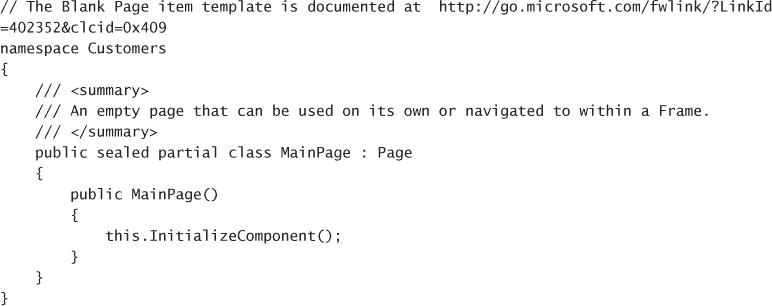 // The Blank Page item template is documented at  http://go.microsoft.com/fwlink/?LinkId
=402352&clcid=0x409
namespace Customers
{
    /// <summary>
    /// An empty page that can be used on its own or navigated to within a Frame.
    /// </summary>
    public sealed partial class MainPage : Page
    {
        public MainPage()
        {
            this.InitializeComponent();
        }
    }
}